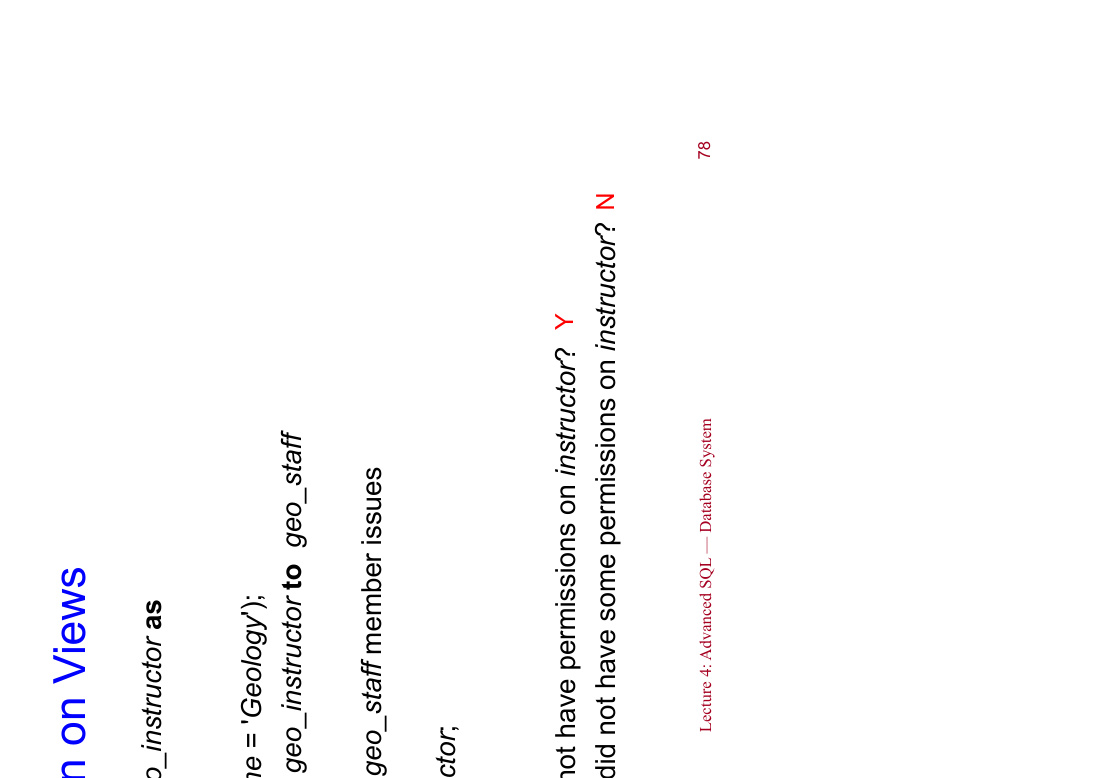 n on Views
o_instructor as
ne = 'Geology');
geo_instructor to geo_staff
geo_staff member issues
ctor;
not have permissions on instructor? Y
did not have some permissions on instructor? N
Lecture 4: Advanced SQL — Database System 78